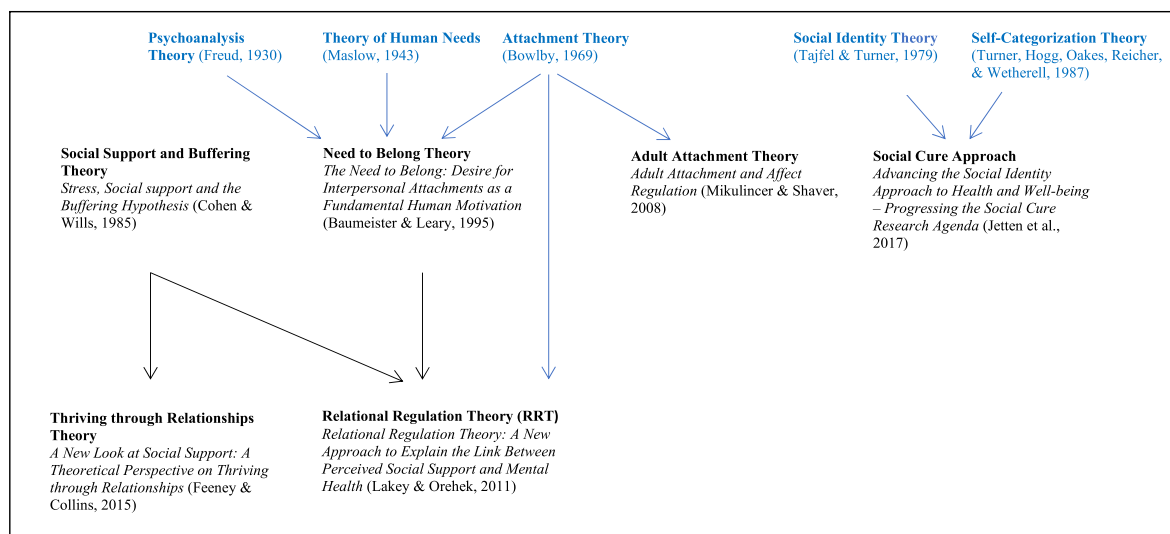 Psychoanalysis
Theory (Freud, 1930)
Theory of Human Needs
(Maslow, 1943)
Attachment Theory
(Bowlby, 1969)
Social Identity Theory
(Tajfel & Turner, 1979)
Self-Categorization Theory
(Turner, Hogg, Oakes, Reicher,
& Wetherell, 1987)
Social Support and Buffering
Theory
Stress, Social support and the
Buffering Hypothesis (Cohen
& Wills, 1985)
Need to Belong Theory
The Need to Belong: Desire for
Interpersonal Attachments as a
Fundamental Human Motivation
(Baumeister & Leary, 1995)
Adult Attachment Theory
Adult Attachment and Affect
Regulation (Mikulincer & Shaver,
2008)
Social Cure Approach
Advancing the Social Identity
Approach to Health and Well-being
– Progressing the Social Cure
Research Agenda (Jetten et al.,
2017)
Thriving through Relationships
Theory
A New Look at Social Support: A
Theoretical Perspective on Thriving
through Relationships (Feeney &
Collins, 2015)
Relational Regulation Theory (RRT)
Relational Regulation Theory: A New
Approach to Explain the Link Between
Perceived Social Support and Mental
Health (Lakey & Orehek, 2011)